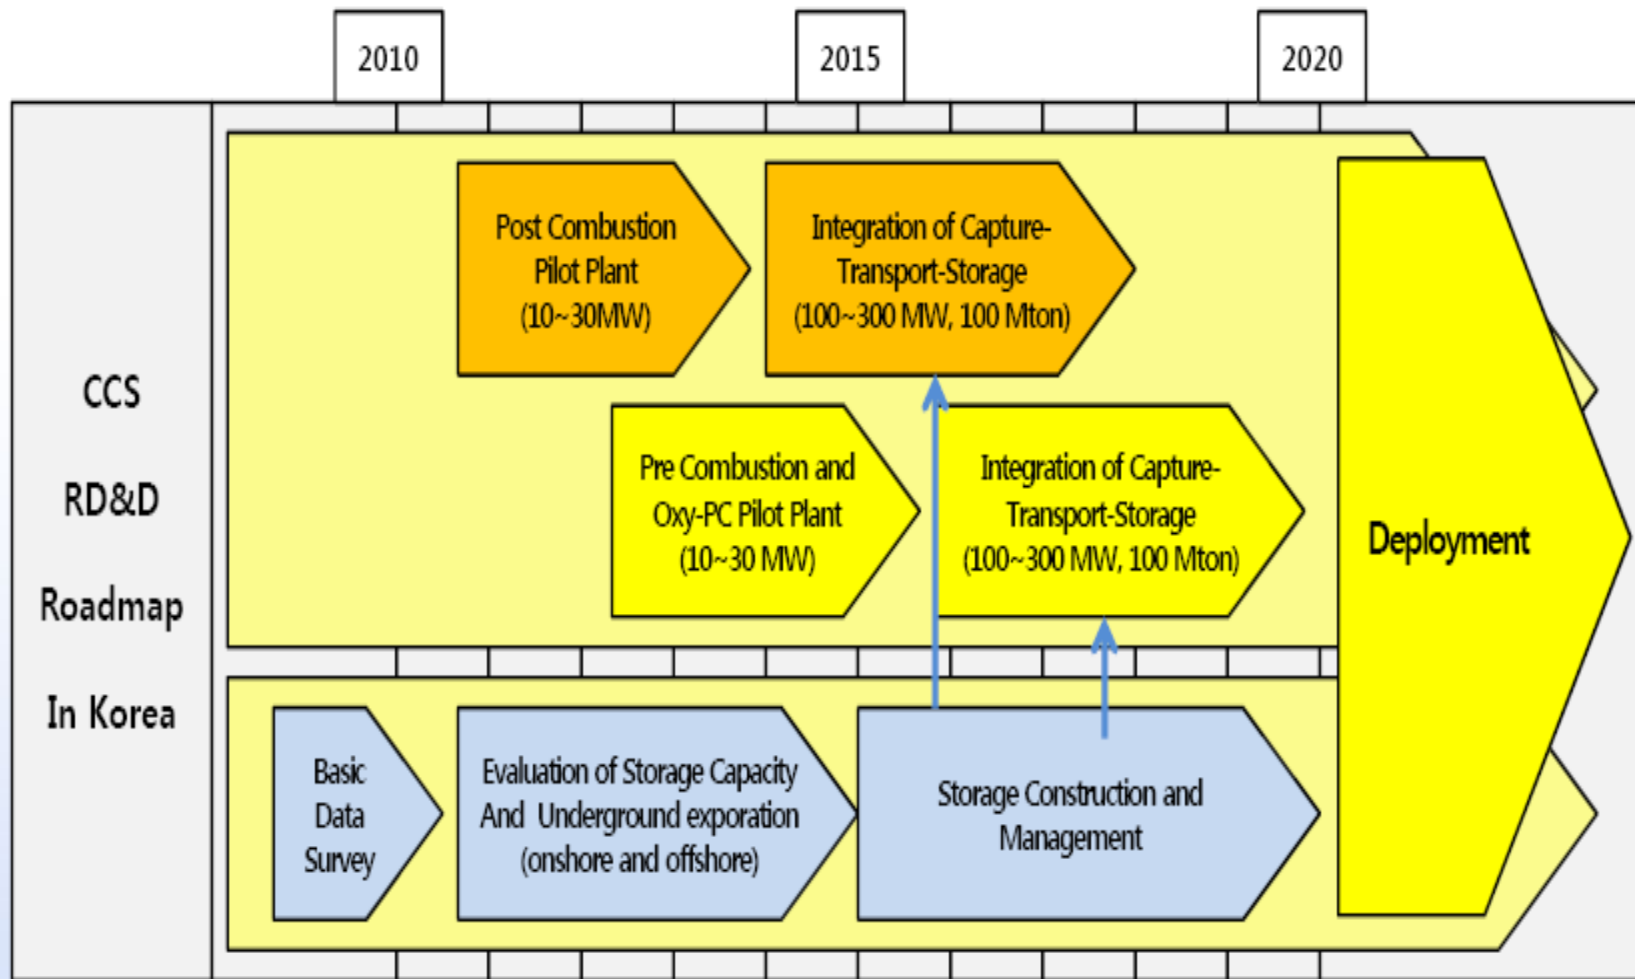 2010
2015
2020
CCS
RD&D
Roadmap
In Korea
Post Combustion
Pilot Plant
(10~30MW)
Integration of Capture-
Transport-Storage
(100~300 MW, 100 Mton)
Pre Combustion and
Oxy-PC Pilot Plant
(10~30 MW)
Integration of Capture-
Transport-Storage
(100~300 MW, 100 Mton)
Deployment
Basic
Data
Survey
Evaluation of Storage Capacity
And Underground exporation
(onshore and offshore)
Storage Construction and
Management